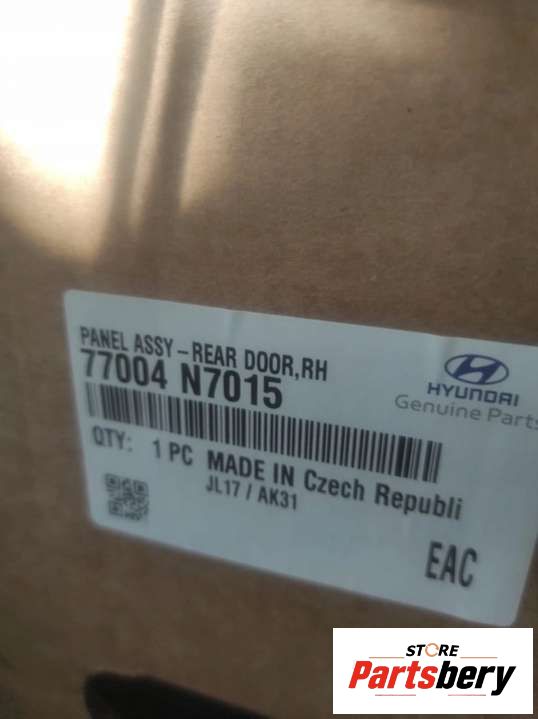 PANEL ASSY-REAR DOOR,RH
77004 N7015
HYUNDAI
Genuine Parts
QTY: 1 PC MADE IN Czech Republi
JL17 / AK31
EAC
STORE
Partsbery